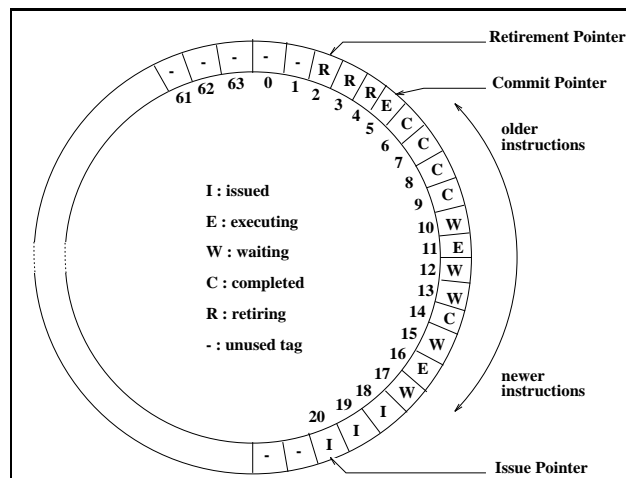 Retirement Pointer
- - - - - R R R E C C C C W E W W C W E W I I I - -
Commit Pointer
61 62 63 0 1 2 3 4 5 6 7 8 9 10 11 12 13 14 15 16 17 18 19 20
older
instructions
I : issued
E : executing
W : waiting
C : completed
R : retiring
- : unused tag
newer
instructions
Issue Pointer